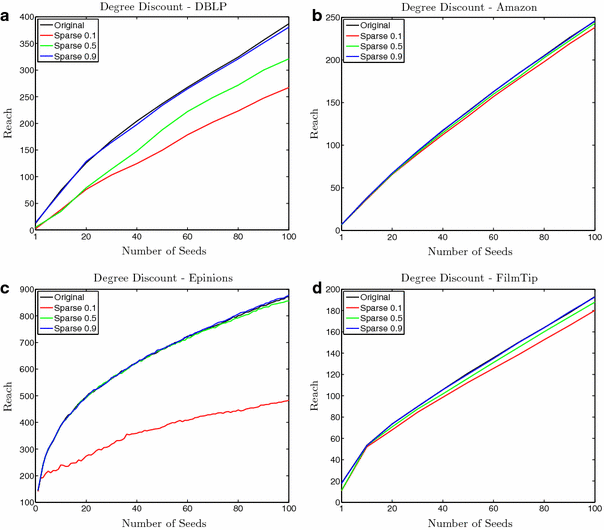 a
Degree Discount - DBLP
Original
Sparse 0.1
Sparse 0.5
Sparse 0.9
Reach
400
350
300
250
200
150
100
50
0
1 20 40 60 80 100
Number of Seeds
b
Degree Discount - Amazon
Original
Sparse 0.1
Sparse 0.5
Sparse 0.9
Reach
250
200
150
100
50
0
1 20 40 60 80 100
Number of Seeds
c
Degree Discount - Epinions
Original
Sparse 0.1
Sparse 0.5
Sparse 0.9
Reach
900
800
700
600
500
400
300
200
100
0 20 40 60 80 100
Number of Seeds
d
Degree Discount - FilmTip
Original
Sparse 0.1
Sparse 0.5
Sparse 0.9
Reach
200
180
160
140
120
100
80
60
40
20
0
1 20 40 60 80 100
Number of Seeds